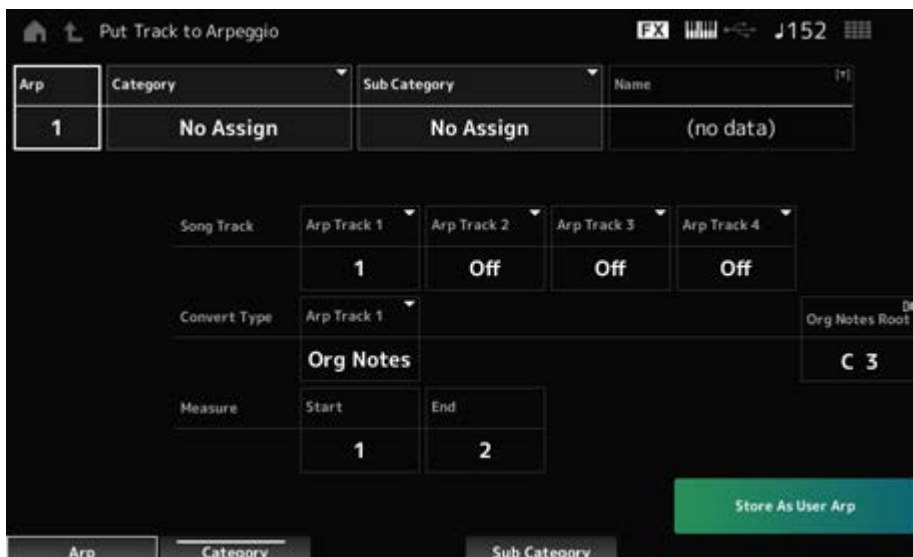 Put Track to Arpeggio FX ♩152
Arp Category Sub Category Name
1 No Assign No Assign (no data)
Song Track Arp Track 1 Arp Track 2 Arp Track 3 Arp Track 4
1 Off Off Off
Convert Type Arp Track 1 Org Notes Root
Org Notes C 3
Measure Start End
1 2
Store As User Arp
Arp Category Sub Category